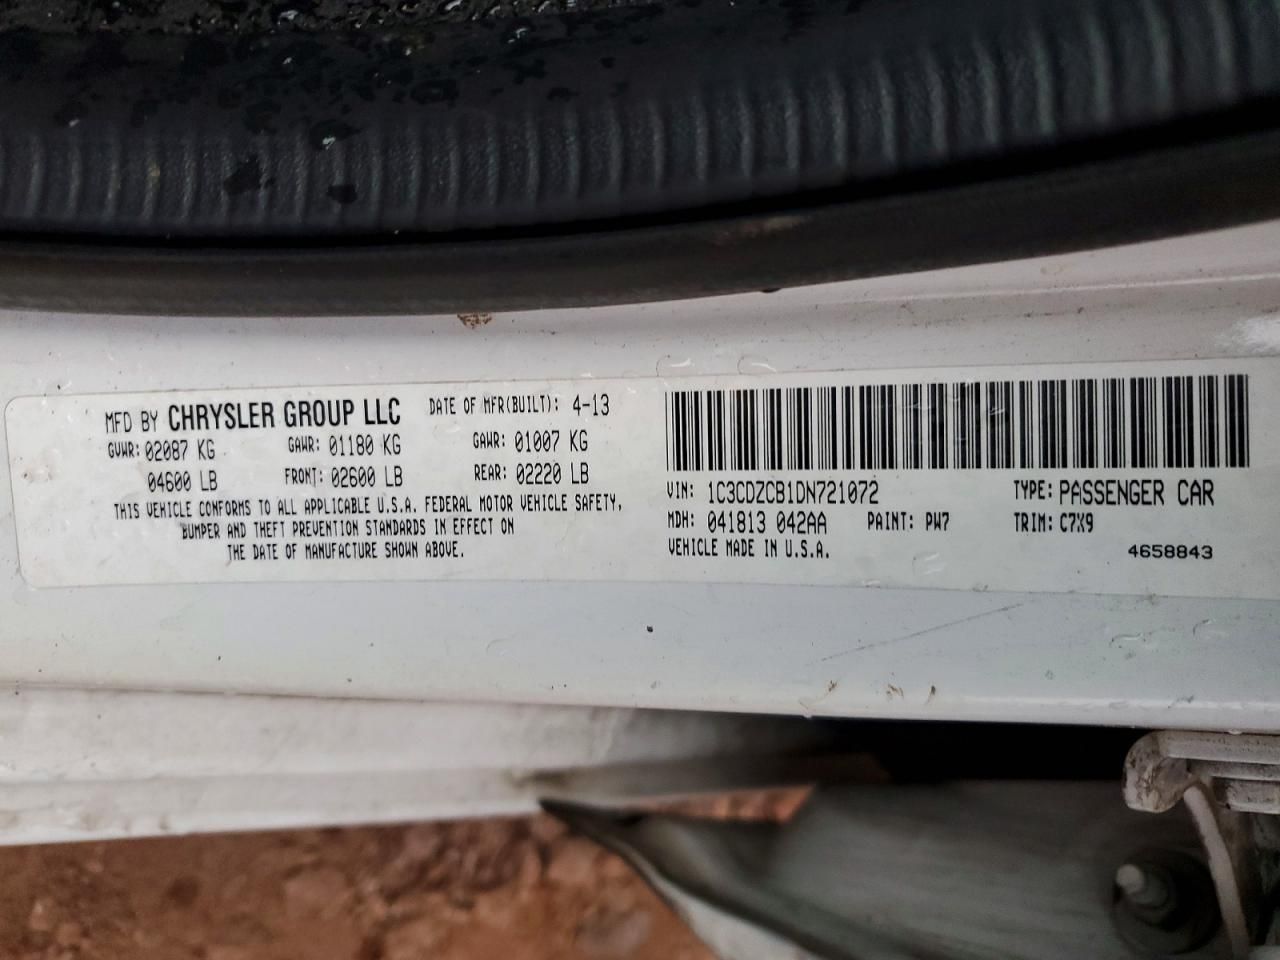 MFD BY CHRYSLER GROUP LLC DATE OF MFR(BUILT): 4-13
GVWR: 02087 KG GAWR: 01180 KG GAWR: 01007 KG
04600 LB FRONT: 02600 LB REAR: 02220 LB
THIS VEHICLE CONFORMS TO ALL APPLICABLE U.S.A. FEDERAL MOTOR VEHICLE SAFETY,
BUMPER AND THEFT PREVENTION STANDARDS IN EFFECT ON
THE DATE OF MANUFACTURE SHOWN ABOVE.
VIN: 1C3CDZCB1DN721072 TYPE: PASSENGER CAR
MDH: 041813 042AA PAINT: PW7 TRIM: C7X9
VEHICLE MADE IN U.S.A. 4658843